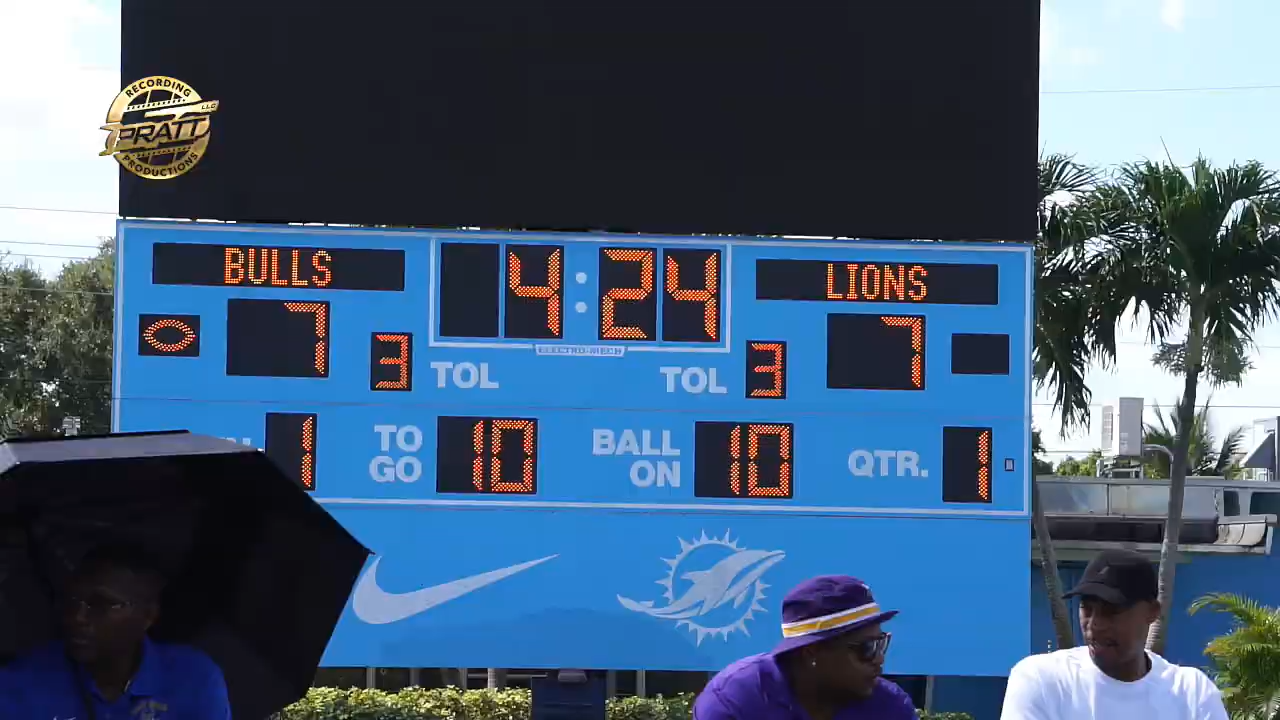 RECORDING
LLC
PRATT
PRODUCTIONS
BULLS 4:24 LIONS
7 3 TOL ELECTRO-MECH TOL 3 7
1 TO GO 10 BALL ON 10 QTR. 1